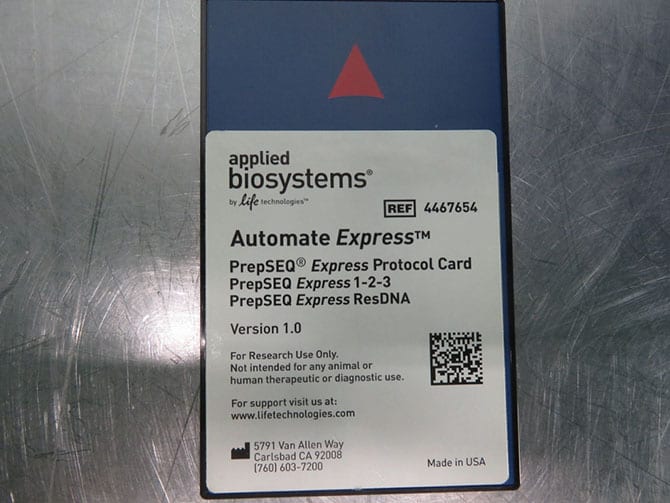 applied
biosystems®
by life technologies™
REF 4467654
Automate Express™
PrepSEQ® Express Protocol Card
PrepSEQ Express 1-2-3
PrepSEQ Express ResDNA
Version 1.0
For Research Use Only.
Not intended for any animal or
human therapeutic or diagnostic use.
For support visit us at:
www.lifetechnologies.com
5791 Van Allen Way
Carlsbad CA 92008
(760) 603-7200
Made in USA